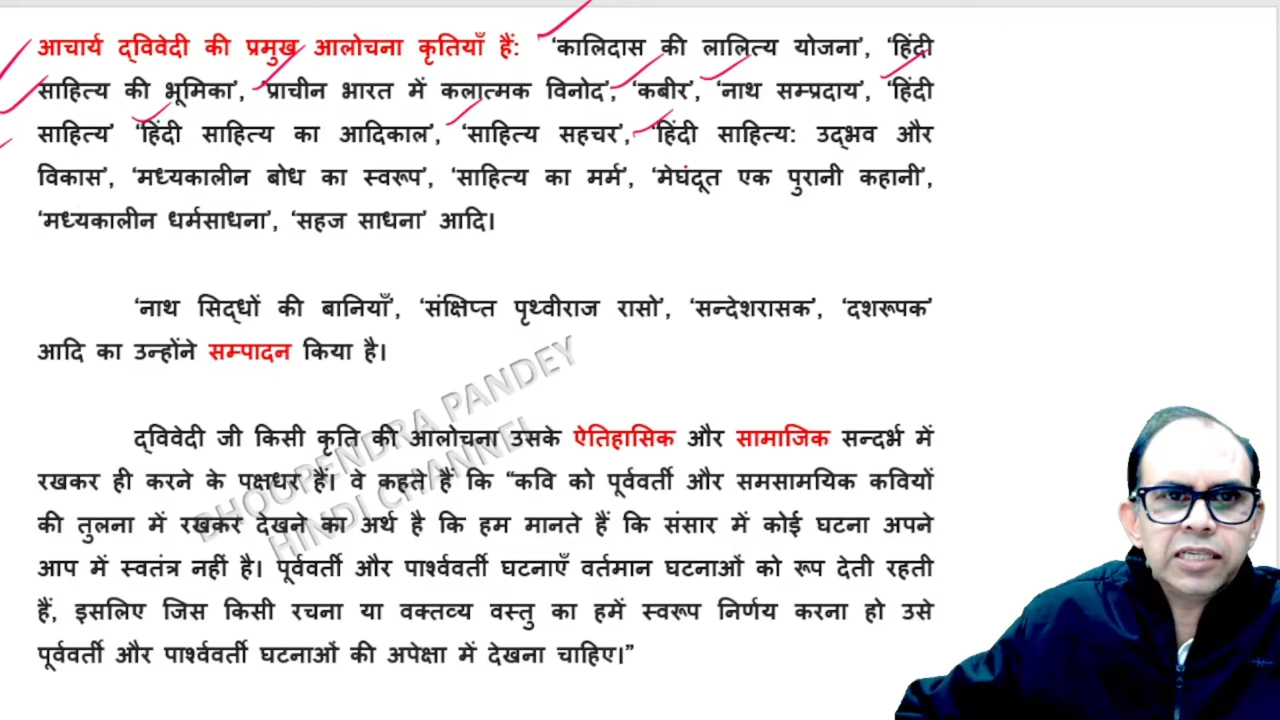 आचार्य द्विवेदी की प्रमुख आलोचना कृतियाँ हैं: ‘कालिदास की लालित्य योजना’, ‘हिंदी
साहित्य की भूमिका’, ‘प्राचीन भारत में कलात्मक विनोद’, ‘कबीर’, ‘नाथ सम्प्रदाय’, ‘हिंदी
साहित्य’ ‘हिंदी साहित्य का आदिकाल’, ‘साहित्य सहचर’, ‘हिंदी साहित्य: उद्भव और
विकास’, ‘मध्यकालीन बोध का स्वरूप’, ‘साहित्य का मर्म’, ‘मेघंदूत एक पुरानी कहानी’,
‘मध्यकालीन धर्मसाधना’, ‘सहज साधना’ आदि।
‘नाथ सिद्धों की बानियाँ’, ‘संक्षिप्त पृथ्वीराज रासो’, ‘सन्देशरासक’, ‘दशरूपक’
आदि का उन्होंने सम्पादन किया है।
द्विवेदी जी किसी कृति की आलोचना उसके ऐतिहासिक और सामाजिक सन्दर्भ में
रखकर ही करने के पक्षधर हैं। वे कहते हैं कि “कवि को पूर्ववर्ती और समसामयिक कवियों
की तुलना में रखकर देखने का अर्थ है कि हम मानते हैं कि संसार में कोई घटना अपने
आप में स्वतंत्र नहीं है। पूर्ववर्ती और पार्श्ववर्ती घटनाएँ वर्तमान घटनाओं को रूप देती रहती
हैं, इसलिए जिस किसी रचना या वक्तव्य वस्तु का हमें स्वरूप निर्णय करना हो उसे
पूर्ववर्ती और पार्श्ववर्ती घटनाओं की अपेक्षा में देखना चाहिए।”
BHOOPENDRA PANDEY
HINDI CHANNEL